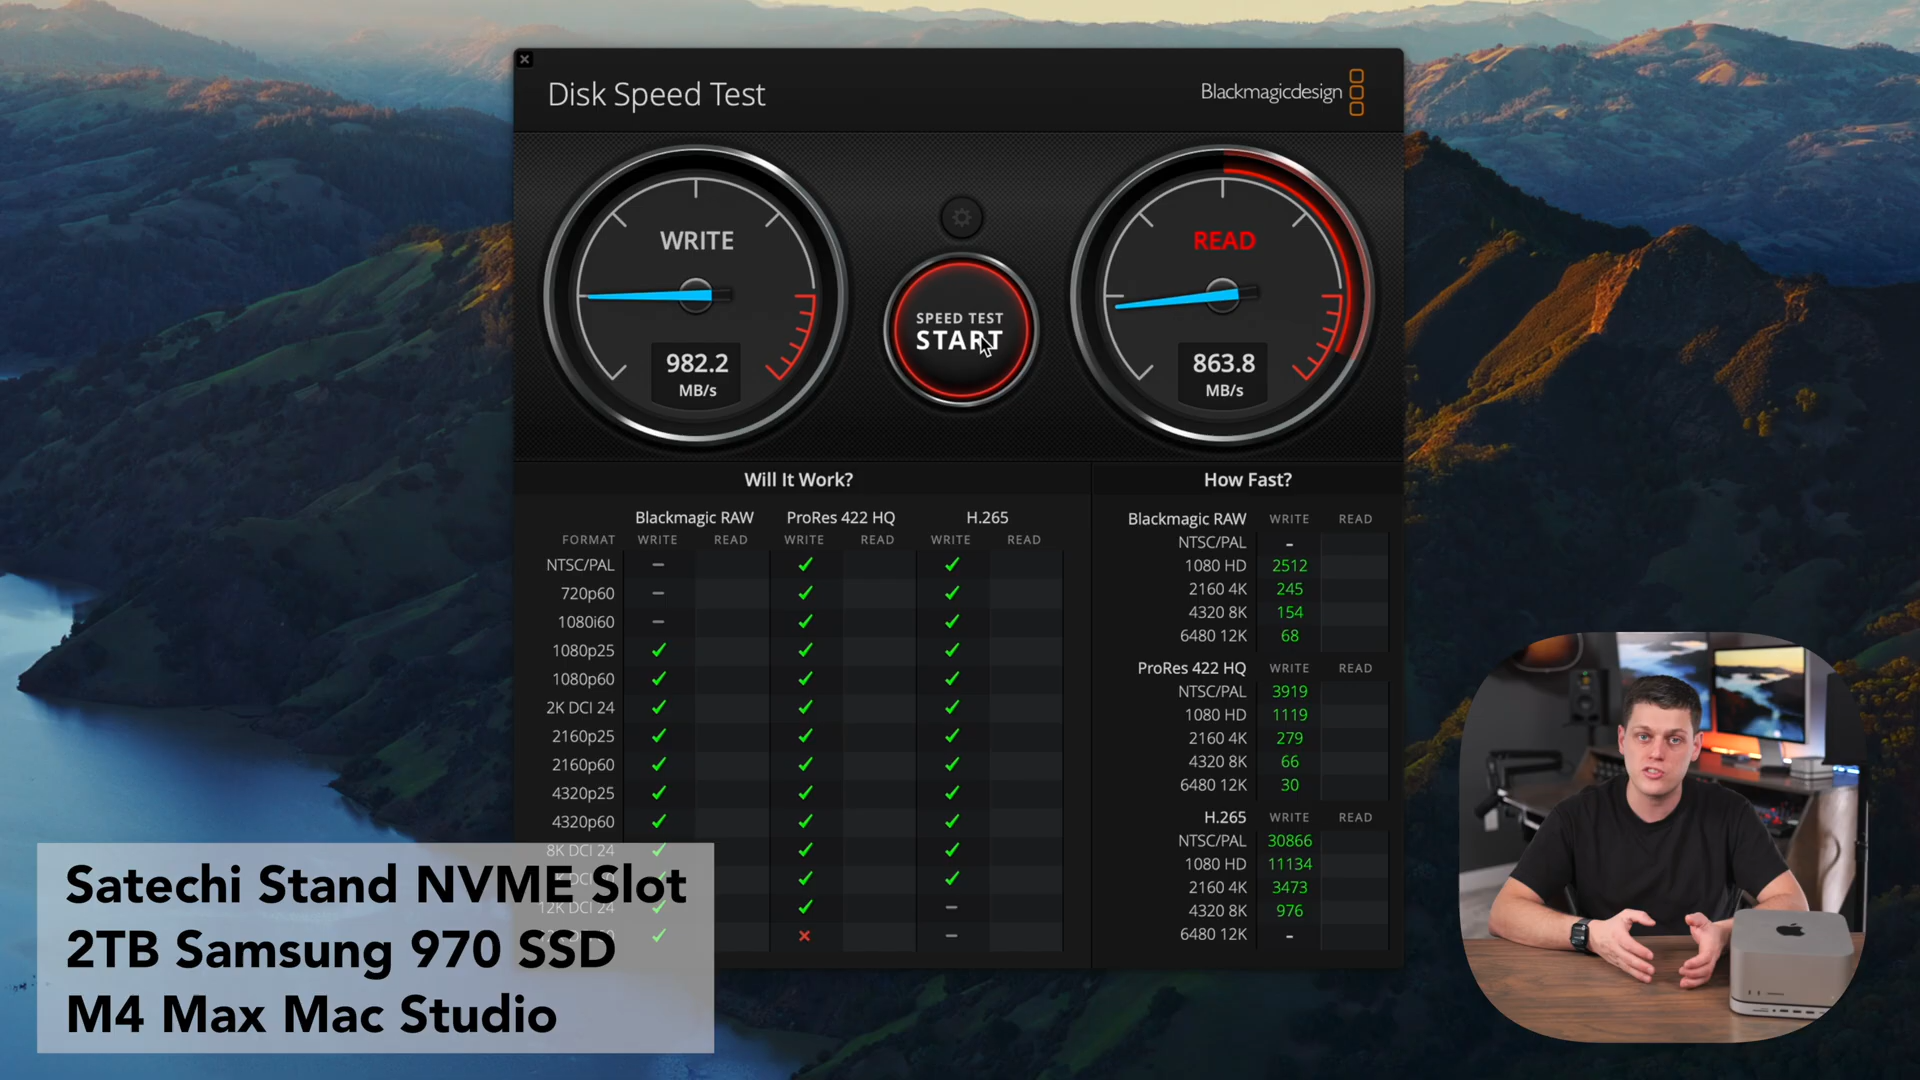 Disk Speed Test
Blackmagicdesign
WRITE
982.2
MB/s
SPEED TEST
START
READ
863.8
MB/s
Will It Work?
Blackmagic RAW ProRes 422 HQ H.265
FORMAT WRITE READ WRITE READ WRITE READ
NTSC/PAL – ✓ ✓
720p60 – ✓ ✓
1080i60 – ✓ ✓
1080p25 ✓ ✓ ✓
1080p60 ✓ ✓ ✓
2K DCI 24 ✓ ✓ ✓
2160p25 ✓ ✓ ✓
2160p60 ✓ ✓ ✓
4320p25 ✓ ✓ ✓
4320p60 ✓ ✓ ✓
8K DCI 24 ✓ ✓ ✓
✓ ✓
12K DCI 24 ✓ ✓ –
✓ ✗ –
How Fast?
Blackmagic RAW WRITE READ
NTSC/PAL -
1080 HD 2512
2160 4K 245
4320 8K 154
6480 12K 68
ProRes 422 HQ WRITE READ
NTSC/PAL 3919
1080 HD 1119
2160 4K 279
4320 8K 66
6480 12K 30
H.265 WRITE READ
NTSC/PAL 30866
1080 HD 11134
2160 4K 3473
4320 8K 976
6480 12K -
Satechi Stand NVME Slot
2TB Samsung 970 SSD
M4 Max Mac Studio